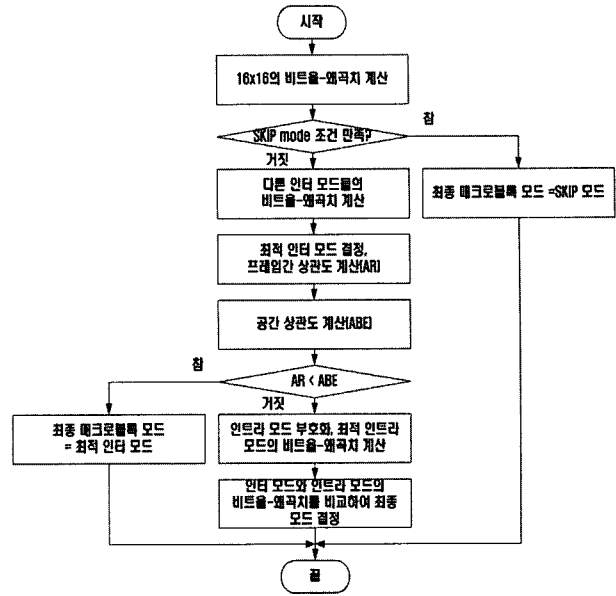 시작
16x16의 비트율-왜곡치 계산
SKIP mode 조건 만족?
참
거짓
다른 인터 모드들의
비트율-왜곡치 계산
최종 매크로블록 모드 =SKIP 모드
최적 인터 모드 결정,
프레임간 상관도 계산(AR)
공간 상관도 계산(ABE)
참
AR < ABE
거짓
최종 매크로블록 모드
= 최적 인터 모드
인트라 모드 부호화, 최적 인트라
모드의 비트율-왜곡치 계산
인터 모드와 인트라 모드의
비트율-왜곡치를 비교하여 최종
모드 결정
끝